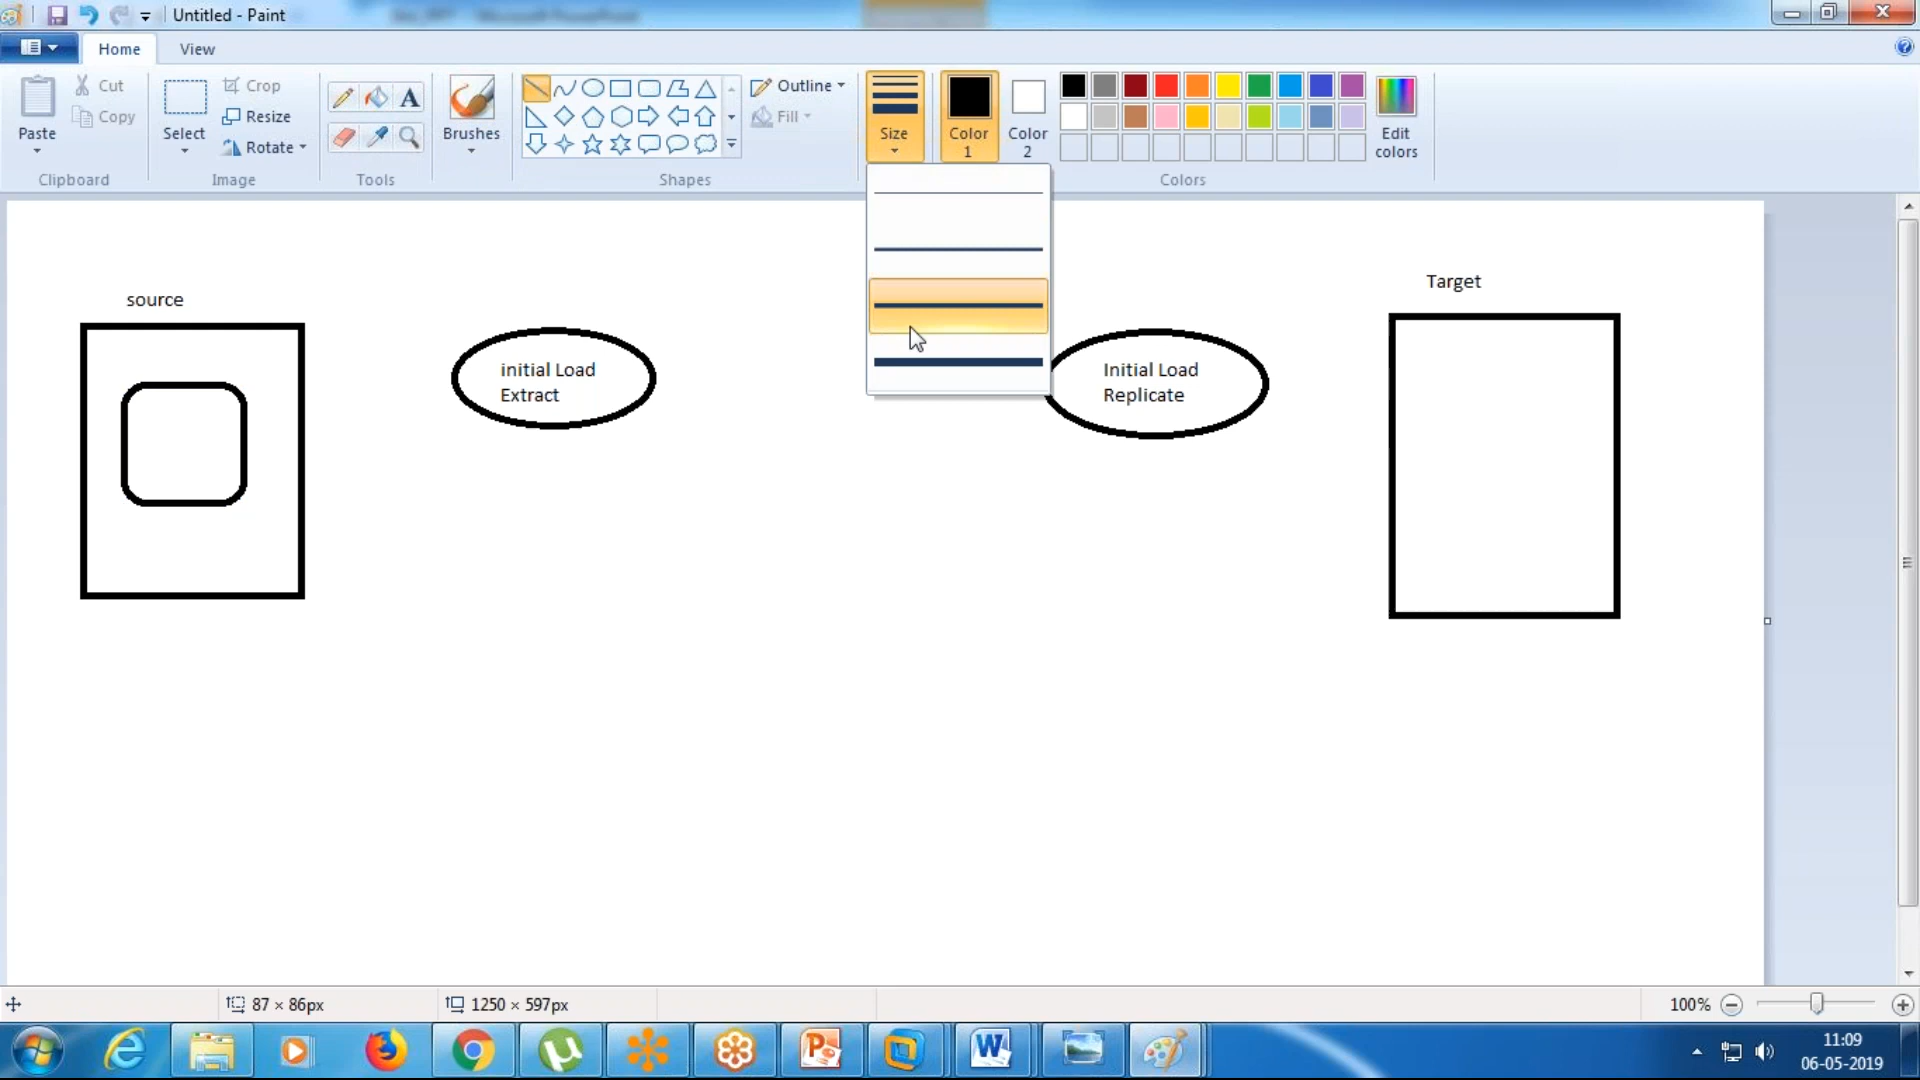 Untitled - Paint
Home
View
Paste
Cut
Copy
Clipboard
Select
Crop
Resize
Rotate
Image
A
Tools
Brushes
Outline
Fill
Shapes
Size
Color
1
Color
2
Edit
colors
Colors
source
initial Load
Extract
Initial Load
Replicate
Target
87 × 86px
1250 × 597px
100%
11:09
06-05-2019